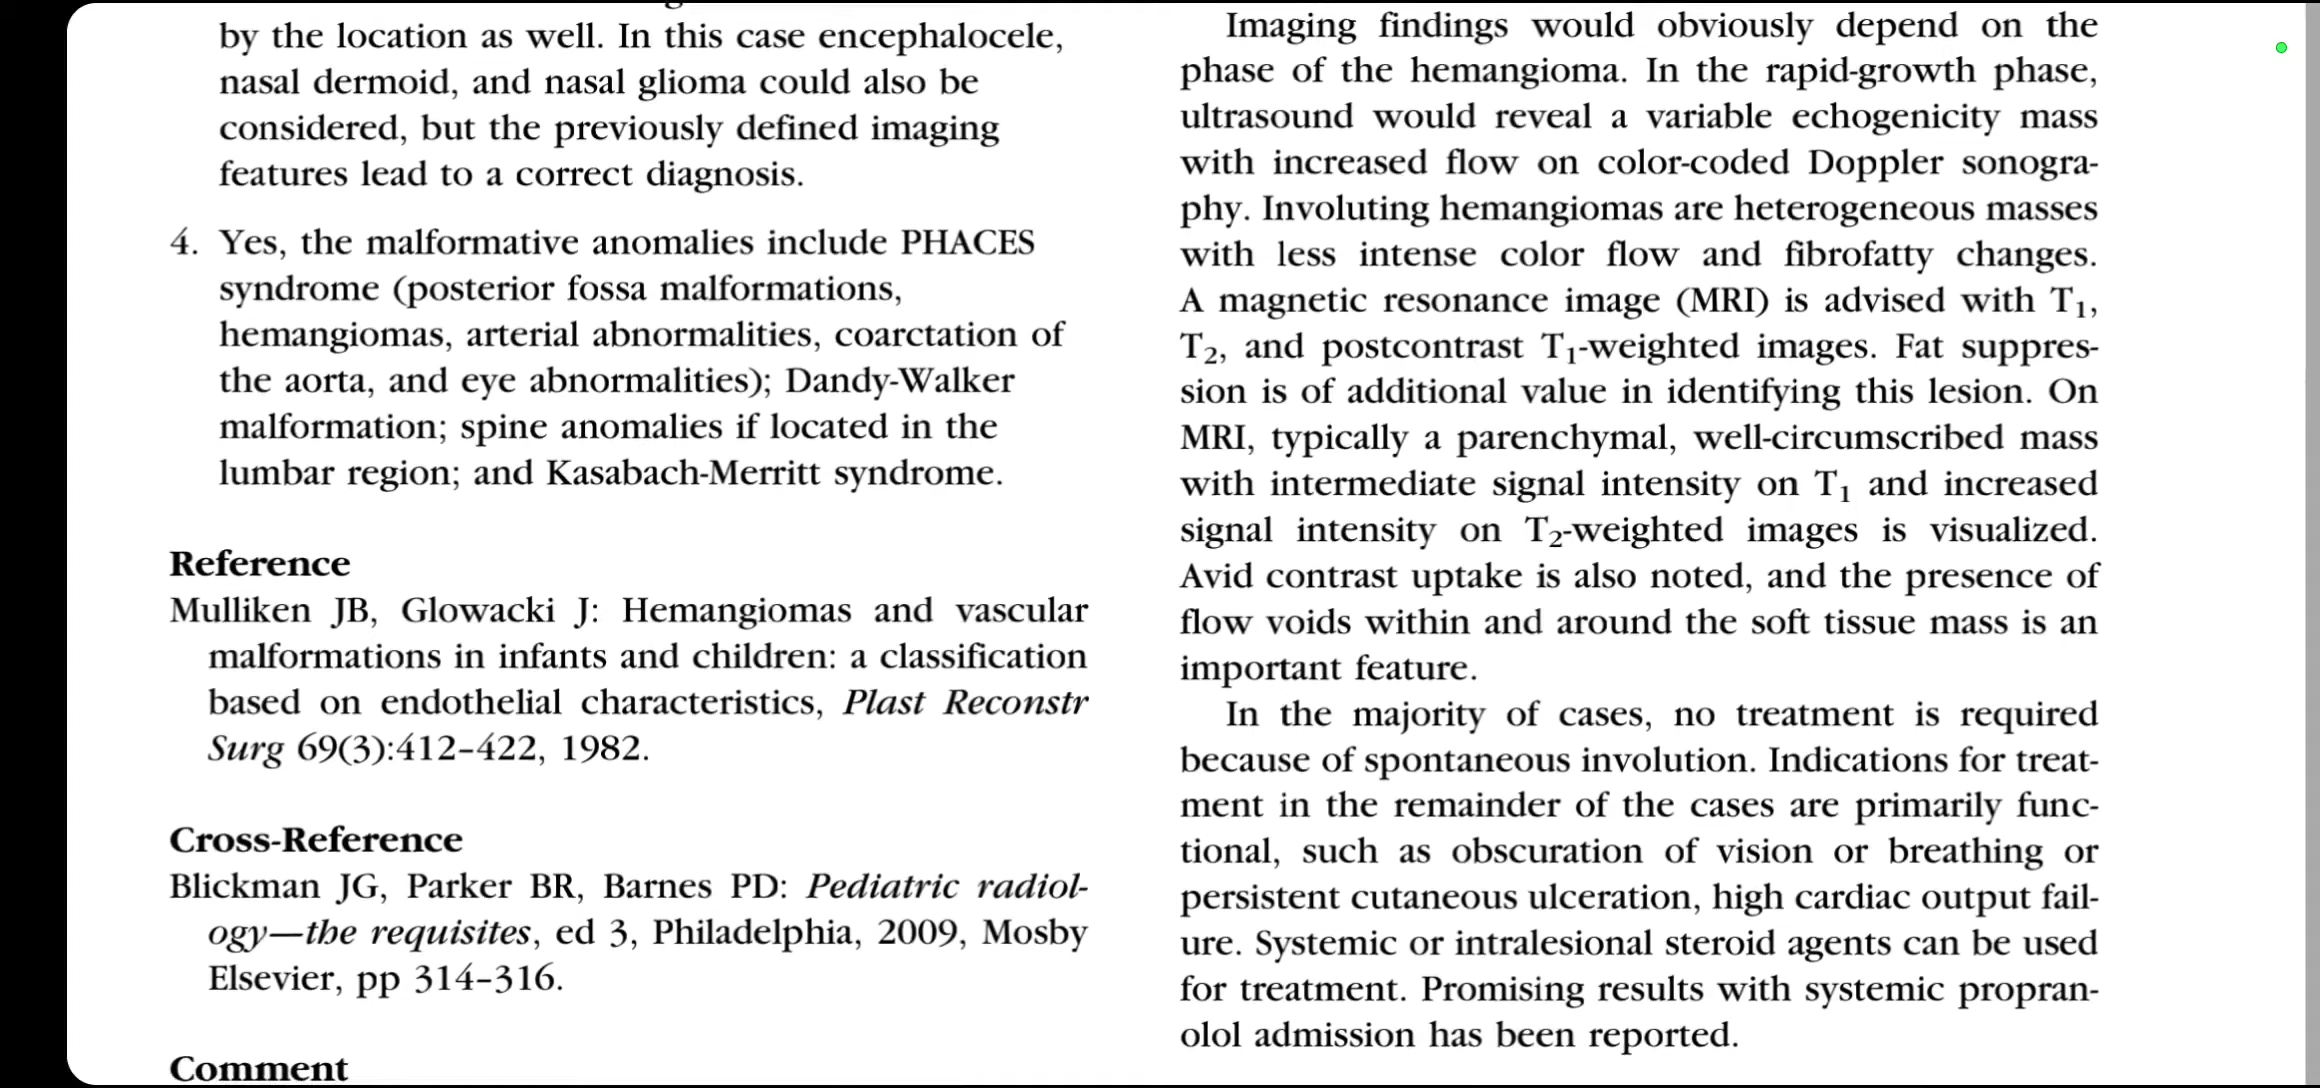 by the location as well. In this case encephalocele,
nasal dermoid, and nasal glioma could also be
considered, but the previously defined imaging
features lead to a correct diagnosis.
4. Yes, the malformative anomalies include PHACES
syndrome (posterior fossa malformations,
hemangiomas, arterial abnormalities, coarctation of
the aorta, and eye abnormalities); Dandy-Walker
malformation; spine anomalies if located in the
lumbar region; and Kasabach-Merritt syndrome.
Reference
Mulliken JB, Glowacki J: Hemangiomas and vascular
malformations in infants and children: a classification
based on endothelial characteristics, Plast Reconstr
Surg 69(3):412–422, 1982.
Cross-Reference
Blickman JG, Parker BR, Barnes PD: Pediatric radiol-
ogy—the requisites, ed 3, Philadelphia, 2009, Mosby
Elsevier, pp 314–316.
Comment
Imaging findings would obviously depend on the
phase of the hemangioma. In the rapid-growth phase,
ultrasound would reveal a variable echogenicity mass
with increased flow on color-coded Doppler sonogra-
phy. Involuting hemangiomas are heterogeneous masses
with less intense color flow and fibrofatty changes.
A magnetic resonance image (MRI) is advised with T₁,
T₂, and postcontrast T₁-weighted images. Fat suppres-
sion is of additional value in identifying this lesion. On
MRI, typically a parenchymal, well-circumscribed mass
with intermediate signal intensity on T₁ and increased
signal intensity on T₂-weighted images is visualized.
Avid contrast uptake is also noted, and the presence of
flow voids within and around the soft tissue mass is an
important feature.
In the majority of cases, no treatment is required
because of spontaneous involution. Indications for treat-
ment in the remainder of the cases are primarily func-
tional, such as obscuration of vision or breathing or
persistent cutaneous ulceration, high cardiac output fail-
ure. Systemic or intralesional steroid agents can be used
for treatment. Promising results with systemic propran-
olol admission has been reported.